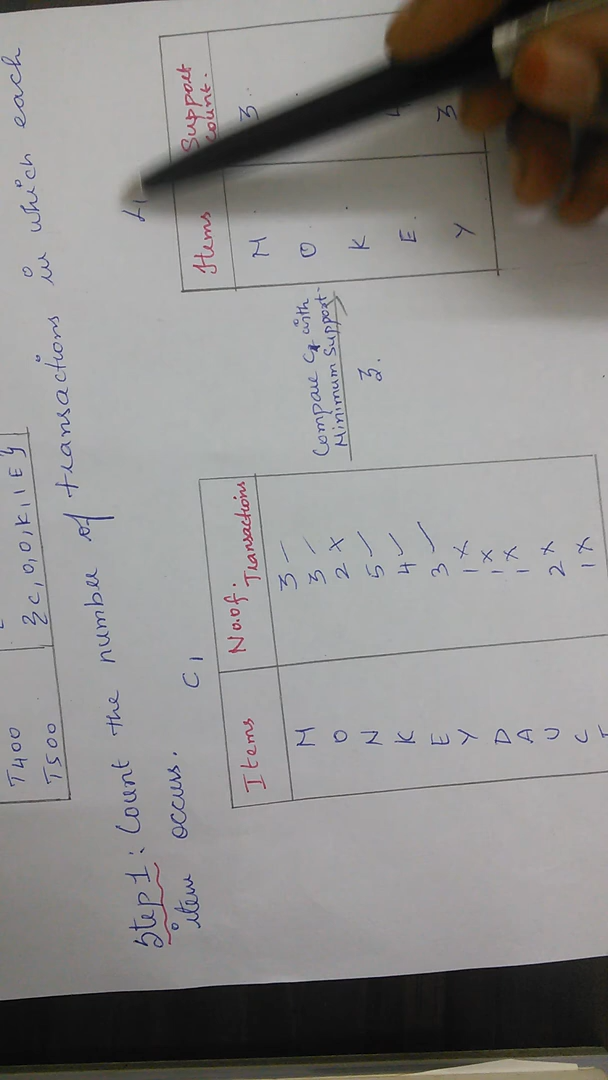 T400
T500 {C,O,O,K,I,E}
Step1: Count the number of transactions in which each
item occurs.
C1
Items No.of. Transactions
M 3 ✓
O 3 ✓
N 2 X
K 5 ✓
E 4 ✓
Y 3 ✓
D 1 X
A 1 X
U 1 X
C 2 X
I 1 X
Compare C1 with
Minimum Support.
3.
L1
Items Support count.
M 3
O
K
E 4
Y 3